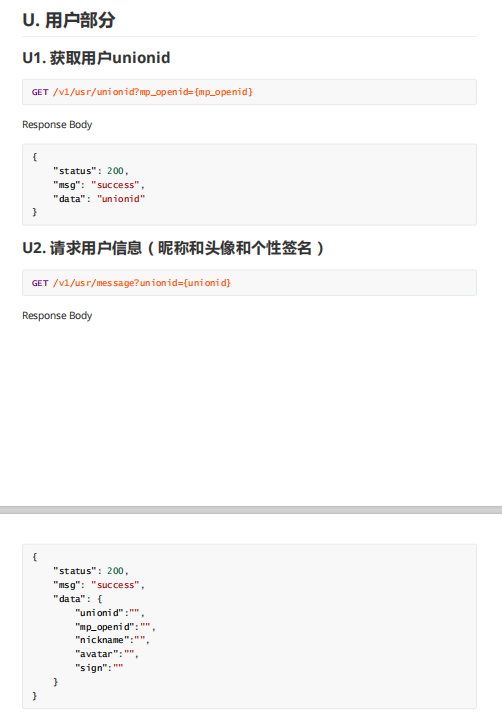 U. 用户部分
U1. 获取用户unionid
GET /v1/usr/unionid?mp_openid={mp_openid}
Response Body
{
    "status": 200,
    "msg": "success",
    "data": "unionid"
}
U2. 请求用户信息（昵称和头像和个性签名）
GET /v1/usr/message?unionid={unionid}
Response Body
{
    "status": 200,
    "msg": "success",
    "data": {
        "unionid":"",
        "mp_openid":"",
        "nickname":"",
        "avatar":"",
        "sign":""
    }
}